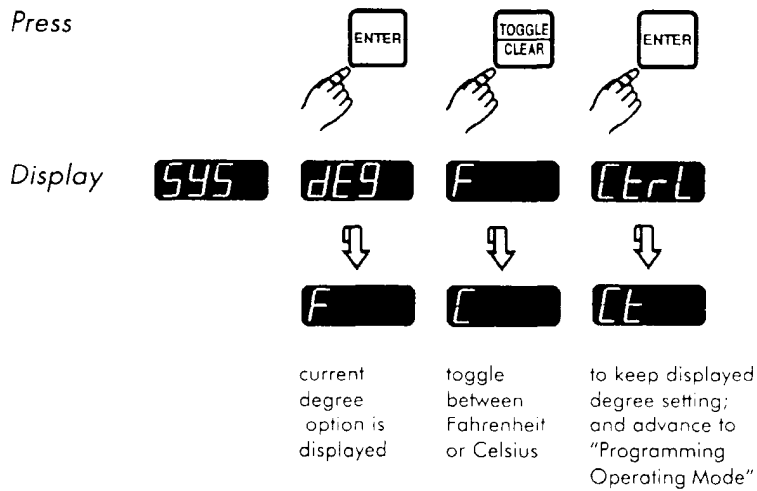 Press
ENTER
TOGGLE
CLEAR
ENTER
Display
SYS
dEg
F
CtrL
F
C
Ct
current
degree
option is
displayed
toggle
between
Fahrenheit
or Celsius
to keep displayed
degree setting;
and advance to
"Programming
Operating Mode"